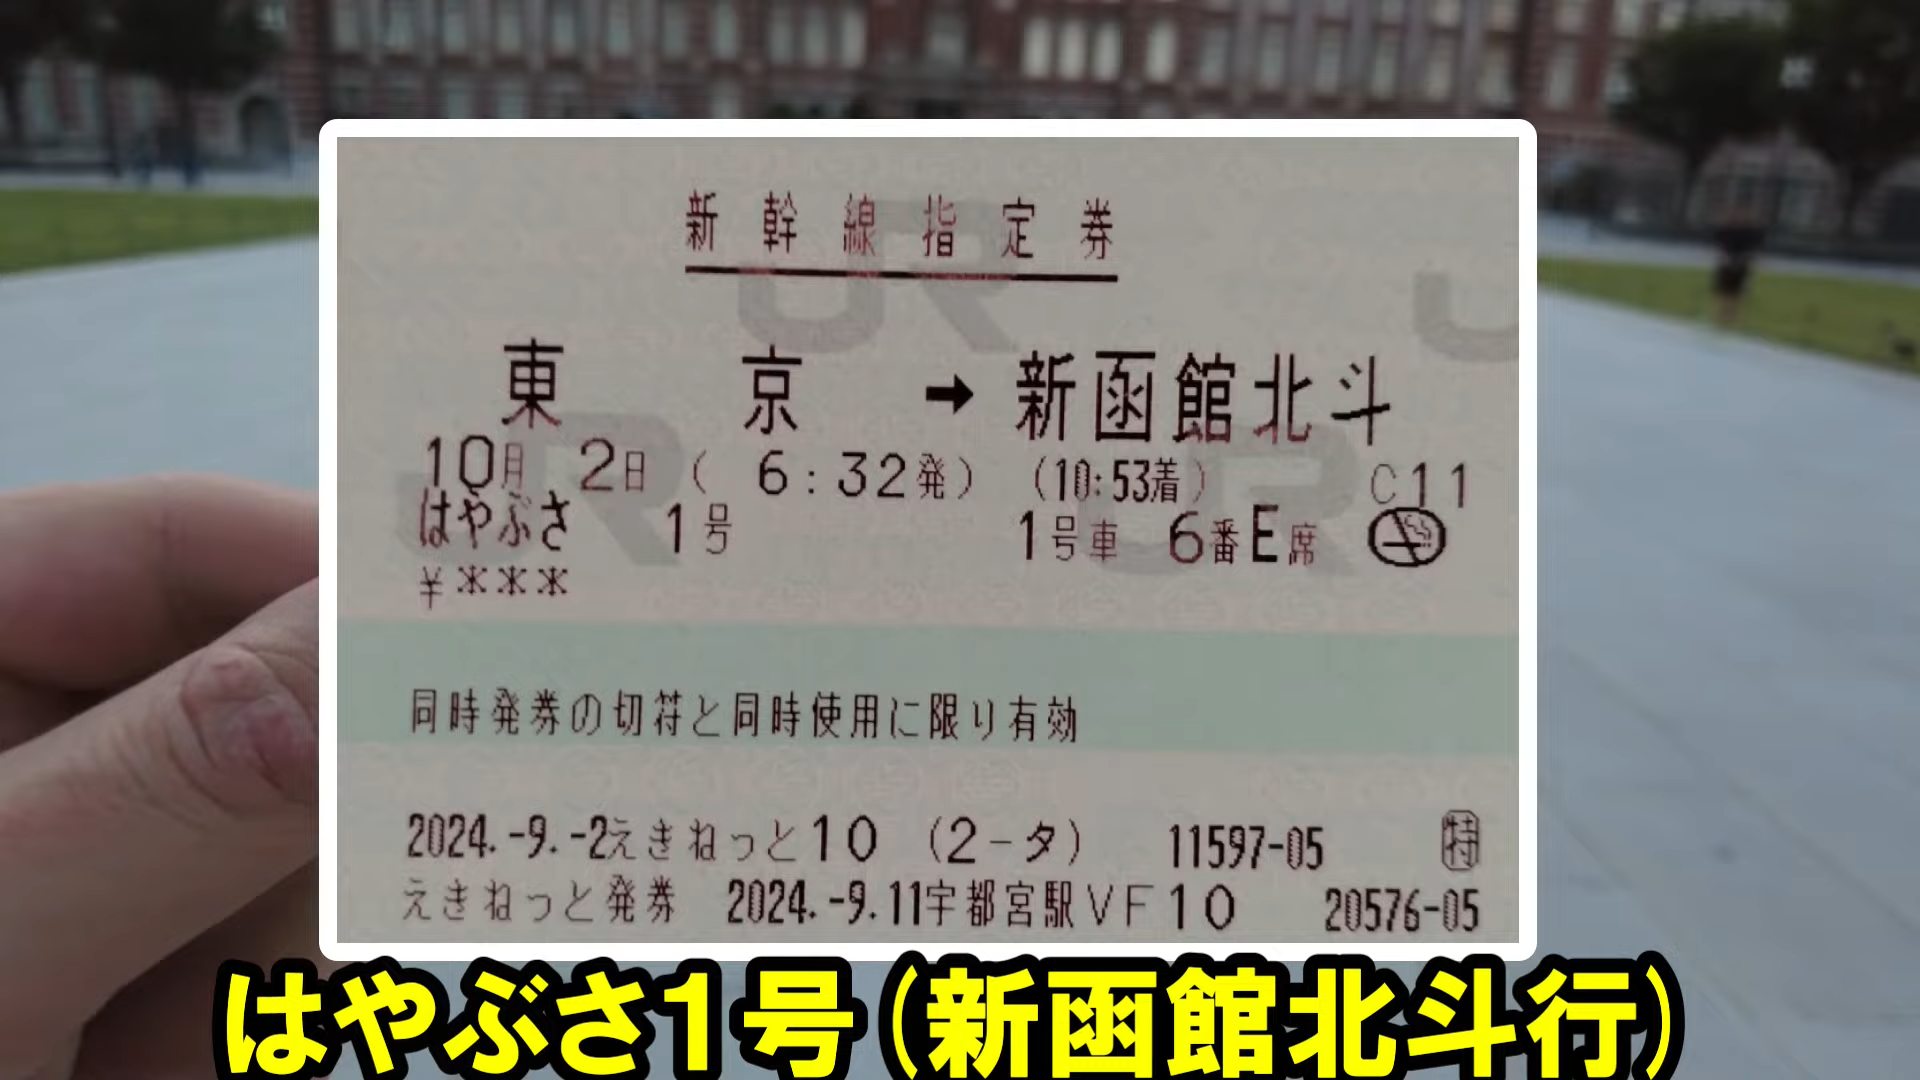 新幹線指定券
東京→新函館北斗
10月 2日( 6:32発) (10:53着) C11
はやぶさ 1号 1号車 6番E席
¥***
同時発券の切符と同時使用に限り有効
2024.-9.-2えきねっと10 (2-タ) 11597-05 特
えきねっと発券 2024.-9.11宇都宮駅VF10 20576-05
はやぶさ1号(新函館北斗行)